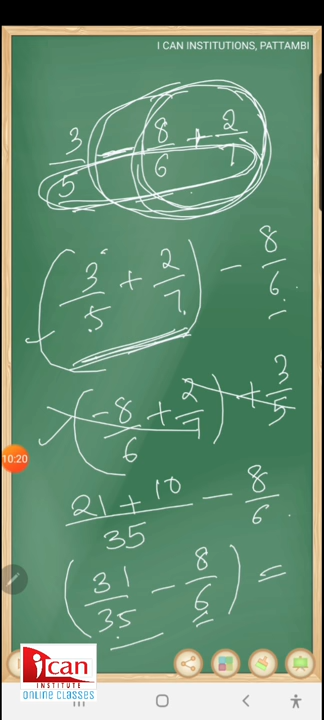 I CAN INSTITUTIONS, PATTAMBI
3/5 - 8/6 + 2/7
(3/5 + 2/7) - 8/6
(-8/6 + 2/7) + 3/5
10:20
21 + 10/35 - 8/6
(31/35 - 8/6) =
ican
INSTITUTE
ONLINE CLASSES